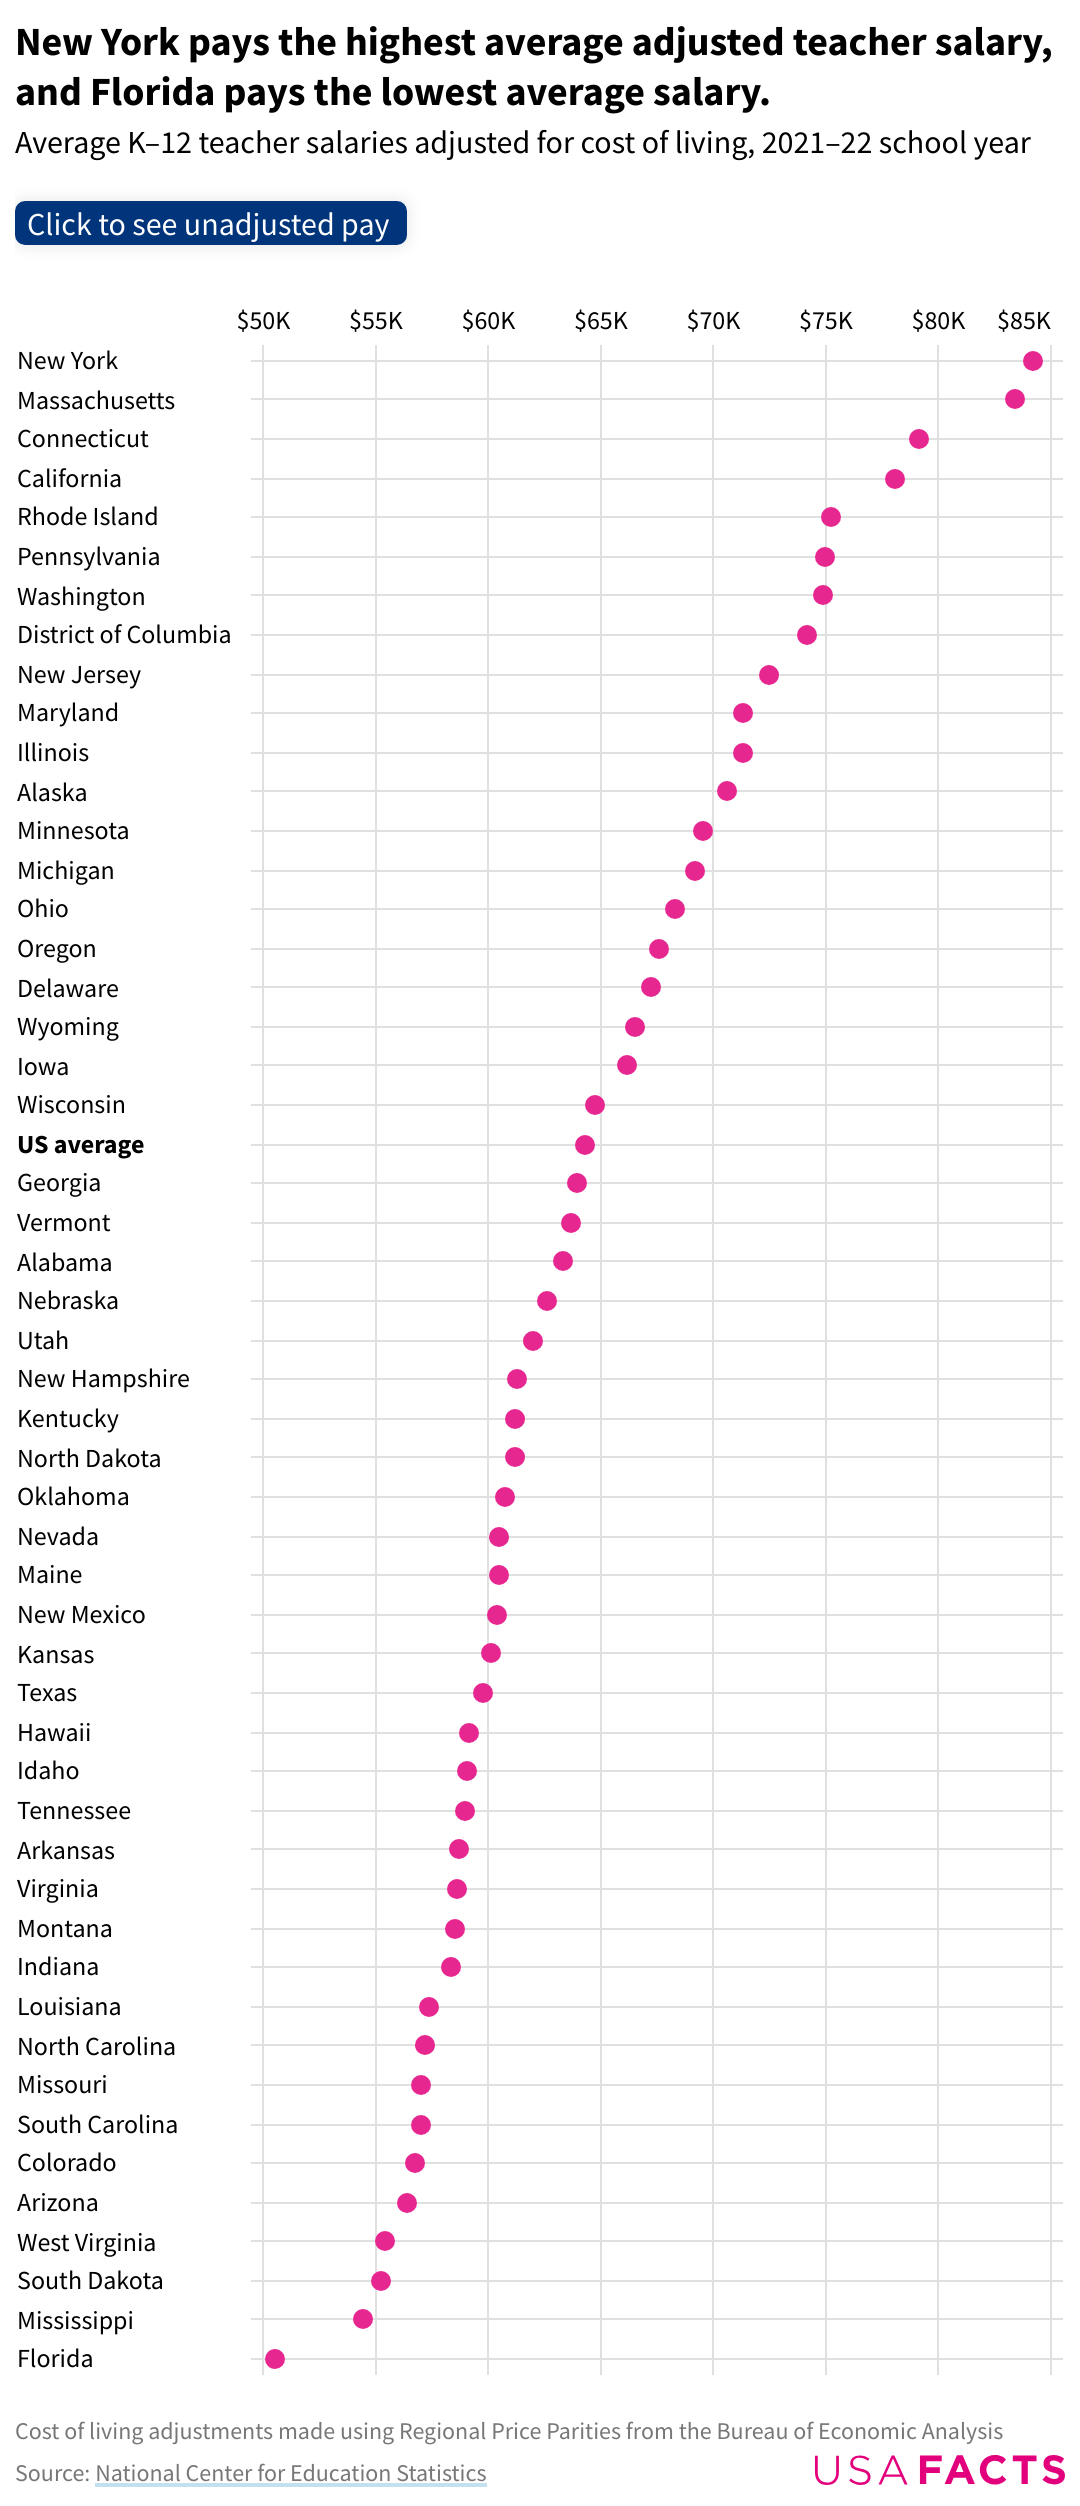 New York pays the highest average adjusted teacher salary,
and Florida pays the lowest average salary.
Average K–12 teacher salaries adjusted for cost of living, 2021–22 school year
Click to see unadjusted pay
$50K $55K $60K $65K $70K $75K $80K $85K
New York
Massachusetts
Connecticut
California
Rhode Island
Pennsylvania
Washington
District of Columbia
New Jersey
Maryland
Illinois
Alaska
Minnesota
Michigan
Ohio
Oregon
Delaware
Wyoming
Iowa
Wisconsin
US average
Georgia
Vermont
Alabama
Nebraska
Utah
New Hampshire
Kentucky
North Dakota
Oklahoma
Nevada
Maine
New Mexico
Kansas
Texas
Hawaii
Idaho
Tennessee
Arkansas
Virginia
Montana
Indiana
Louisiana
North Carolina
Missouri
South Carolina
Colorado
Arizona
West Virginia
South Dakota
Mississippi
Florida
Cost of living adjustments made using Regional Price Parities from the Bureau of Economic Analysis
Source: National Center for Education Statistics
USAFACTS